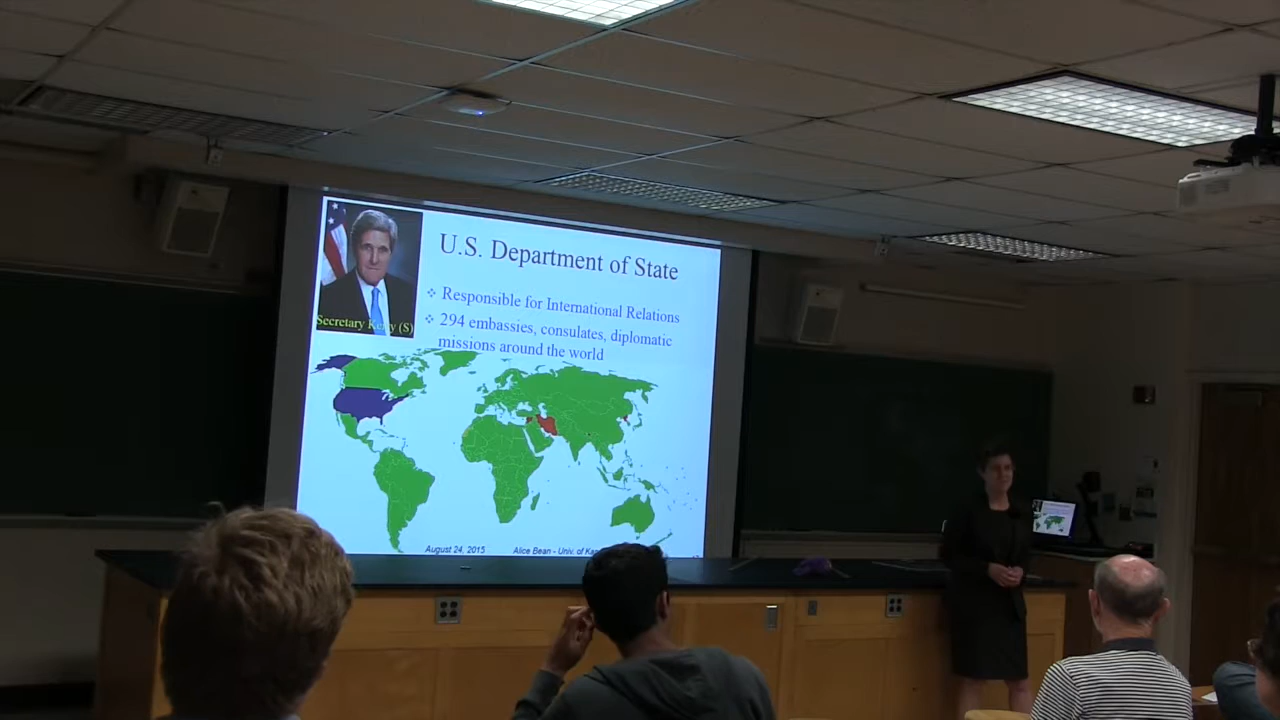 U.S. Department of State
❖ Responsible for International Relations
❖ 294 embassies, consulates, diplomatic
missions around the world
Secretary Kerry (S)
August 24, 2015
Alice Bean - Univ. of